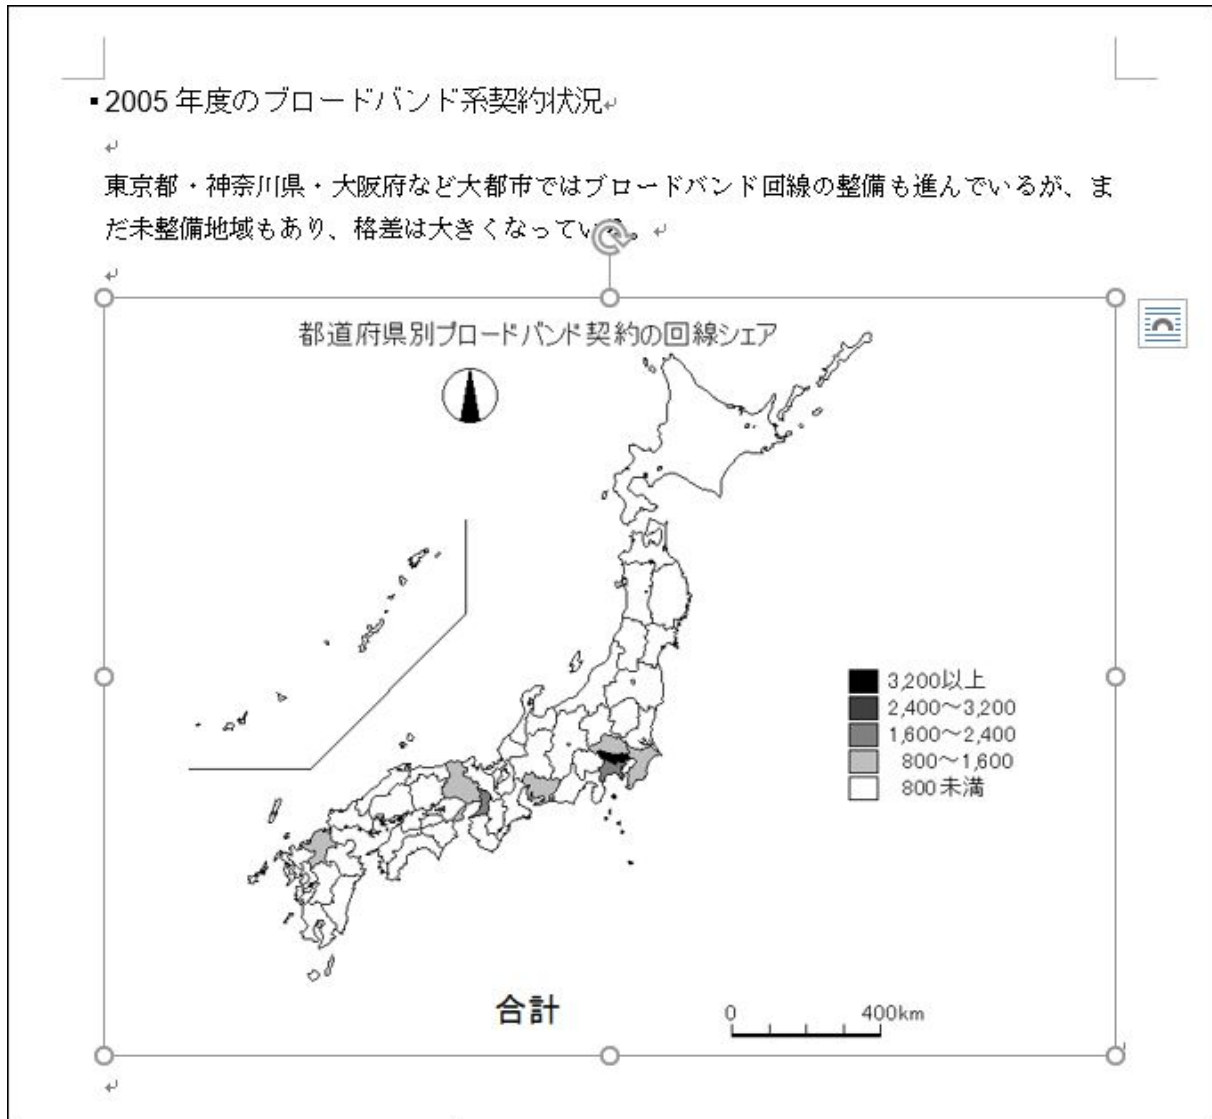 2005 年度のブロードバンド系契約状況
東京都・神奈川県・大阪府など大都市ではブロードバンド回線の整備も進んでいるが、ま
だ未整備地域もあり、格差は大きくなっている。
都道府県別ブロードバンド契約の回線シェア
3,200以上
2,400～3,200
1,600～2,400
800～1,600
800未満
合計
0 400km